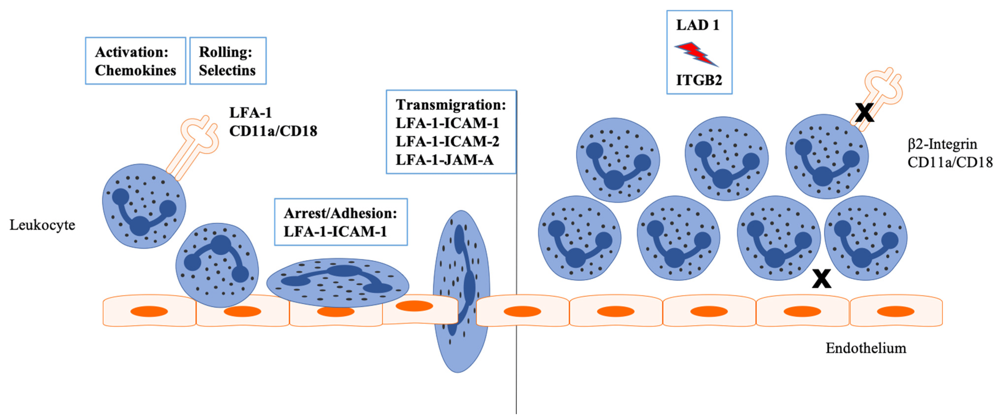 Activation:
Chemokines
Rolling:
Selectins
LFA-1
CD11a/CD18
Leukocyte
Arrest/Adhesion:
LFA-1-ICAM-1
Transmigration:
LFA-1-ICAM-1
LFA-1-ICAM-2
LFA-1-JAM-A
LAD 1
ITGB2
X
β2-Integrin
CD11a/CD18
X
Endothelium